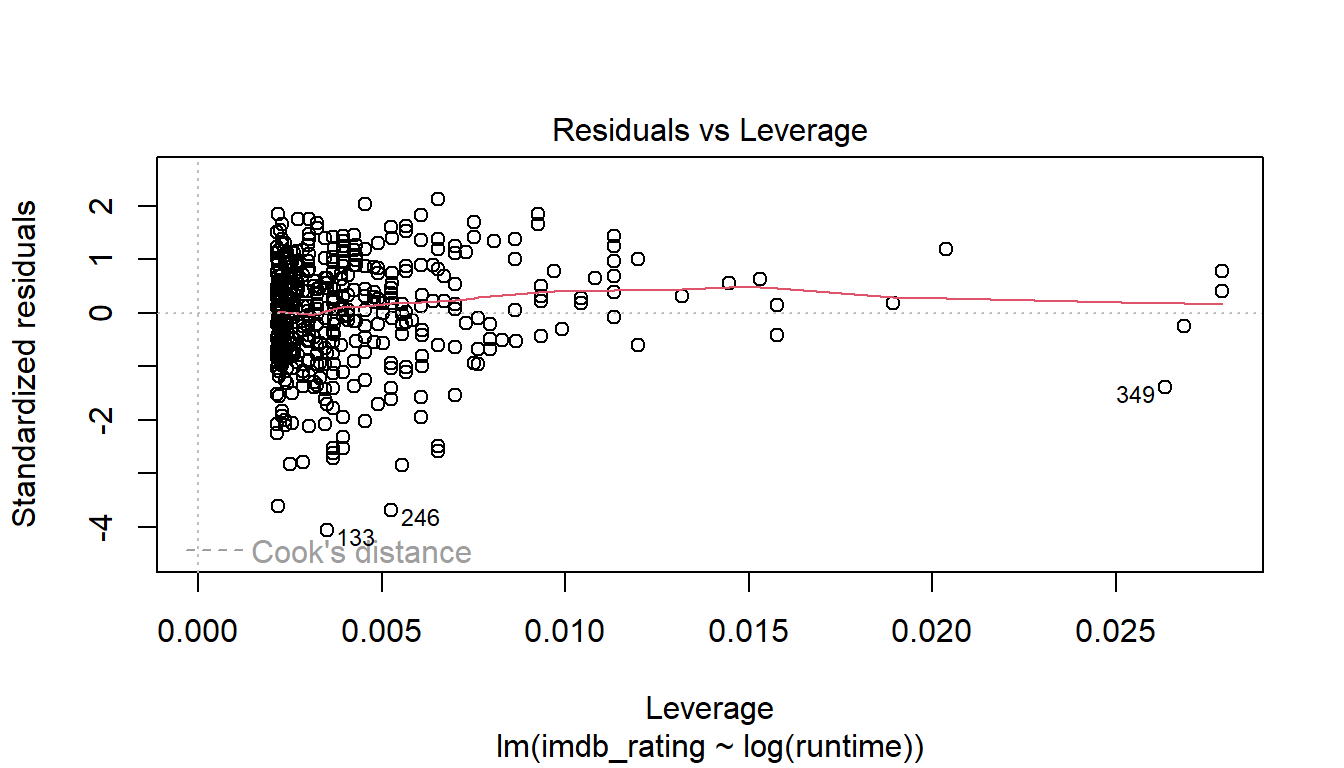 Residuals vs Leverage
Standardized residuals
2
1
0
-2
-4
349
246
133
Cook's distance
0.000 0.005 0.010 0.015 0.020 0.025
Leverage
lm(imdb_rating ~ log(runtime))